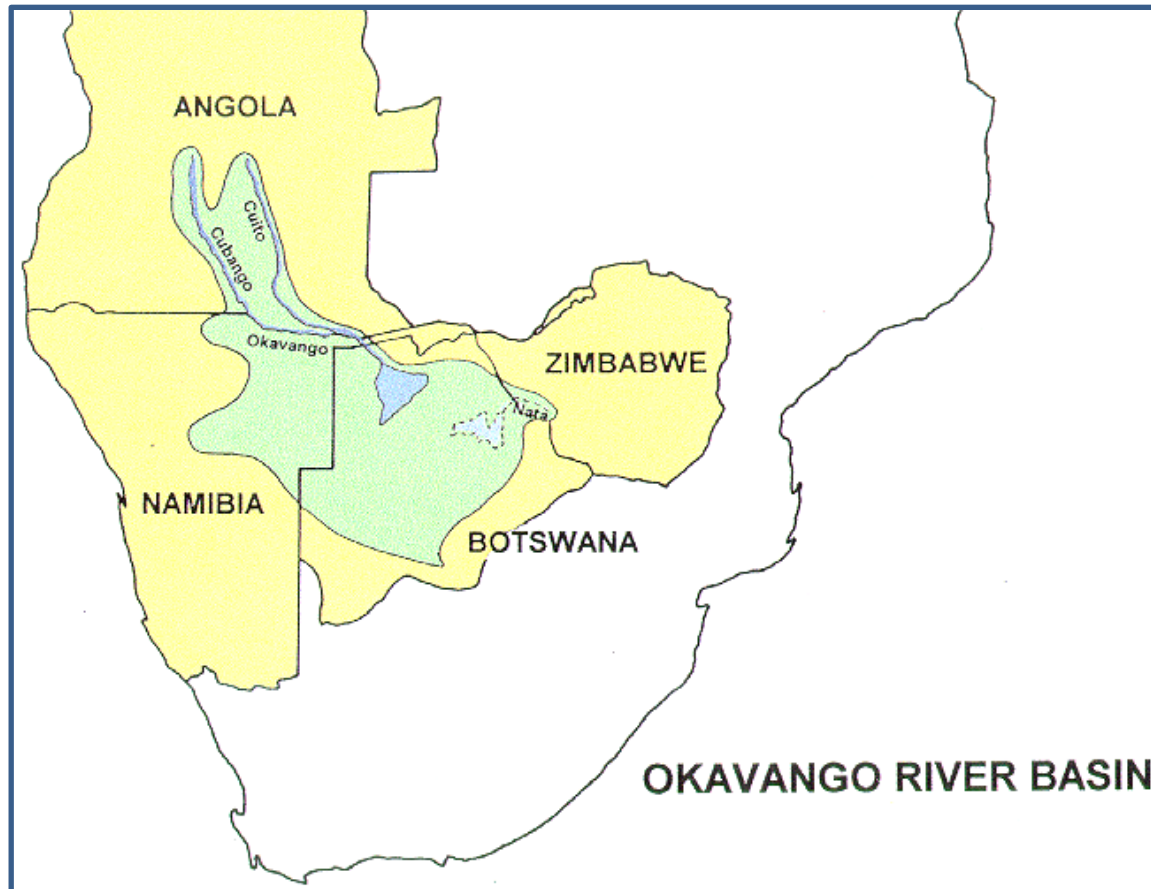 ANGOLA
Cuito
Cubango
Okavango
ZIMBABWE
Nata
NAMIBIA
BOTSWANA
OKAVANGO RIVER BASIN